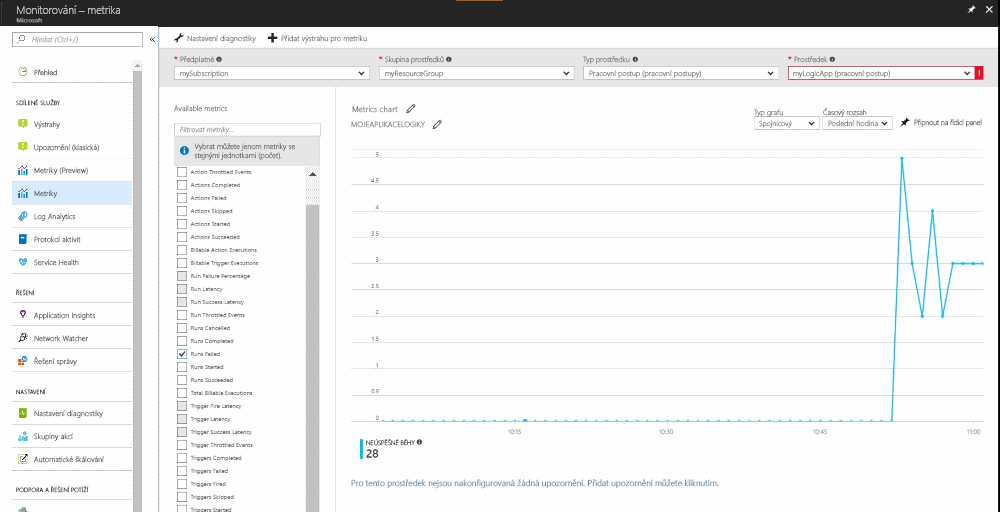 Monitorování – metrika
Microsoft
Hledat (Ctrl+/)
«
Přehled
SDÍLENÉ SLUŽBY
Výstrahy
Upozornění (klasická)
Metriky (Preview)
Metriky
Log Analytics
Protokol aktivit
Service Health
ŘEŠENÍ
Application Insights
Network Watcher
Řešení správy
NASTAVENÍ
Nastavení diagnostiky
Skupiny akcí
Automatické škálování
PODPORA A ŘEŠENÍ POTÍŽÍ
Nastavení diagnostiky
Přidat výstrahu pro metriku
* Předplatné
mySubscription
* Skupina prostředků
myResourceGroup
Typ prostředku
Pracovní postup (pracovní postupy)
* Prostředek
myLogicApp (pracovní postup)
Available metrics
Filtrovat metriky...
Vybrat můžete jenom metriky se
stejnými jednotkami (počet).
Action Throttled Events
Actions Completed
Actions Failed
Actions Skipped
Actions Started
Actions Succeeded
Billable Action Executions
Billable Trigger Executions
Run Failure Percentage
Run Latency
Run Success Latency
Run Throttled Events
Runs Cancelled
Runs Completed
Runs Failed
Runs Started
Runs Succeeded
Total Billable Executions
Trigger Fire Latency
Trigger Latency
Trigger Success Latency
Trigger Throttled Events
Triggers Completed
Triggers Failed
Triggers Fired
Triggers Skipped
Triggers Started
Metrics chart
MOJEAPLIKACELOGIKY
Typ grafu
Spojnicový
Časový rozsah
Poslední hodina
Připnout na řídicí panel
5
4.5
4
3.5
3
2.5
2
1.5
1
0.5
0
10:15
10:30
10:45
11:00
NEÚSPĚŠNÉ BĚHY
28
Pro tento prostředek nejsou nakonfigurovaná žádná upozornění. Přidat upozornění můžete kliknutím.